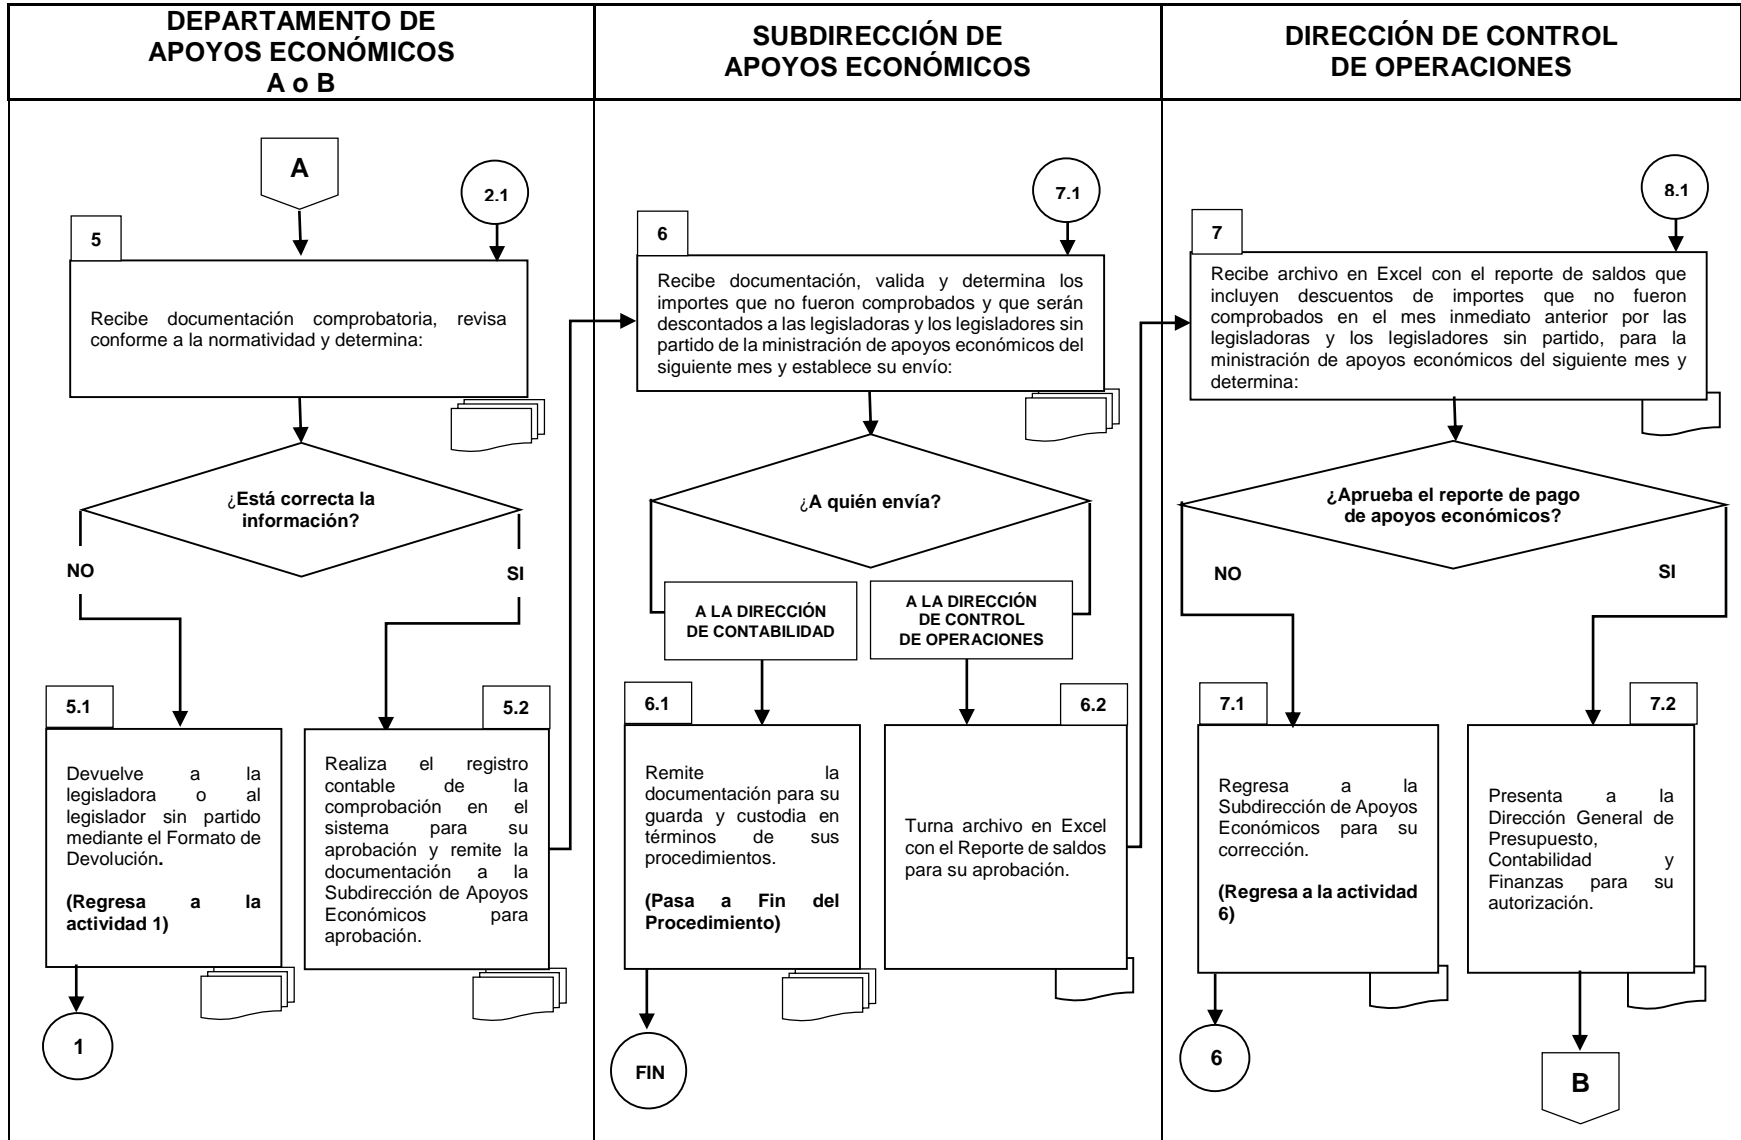 DEPARTAMENTO DE
APOYOS ECONÓMICOS
A o B
SUBDIRECCIÓN DE
APOYOS ECONÓMICOS
DIRECCIÓN DE CONTROL
DE OPERACIONES
A
2.1
5
Recibe documentación comprobatoria, revisa
conforme a la normatividad y determina:
¿Está correcta la
información?
NO
SI
5.1
Devuelve a la
legisladora o al
legislador sin partido
mediante el Formato de
Devolución.
(Regresa a la
actividad 1)
1
5.2
Realiza el registro
contable de la
comprobación en el
sistema para su
aprobación y remite la
documentación a la
Subdirección de Apoyos
Económicos para
aprobación.
7.1
6
Recibe documentación, valida y determina los
importes que no fueron comprobados y que serán
descontados a las legisladoras y los legisladores sin
partido de la ministración de apoyos económicos del
siguiente mes y establece su envío:
¿A quién envía?
A LA DIRECCIÓN
DE CONTABILIDAD
A LA DIRECCIÓN
DE CONTROL
DE OPERACIONES
6.1
Remite la
documentación para su
guarda y custodia en
términos de sus
procedimientos.
(Pasa a Fin del
Procedimiento)
FIN
6.2
Turna archivo en Excel
con el Reporte de saldos
para su aprobación.
8.1
7
Recibe archivo en Excel con el reporte de saldos que
incluyen descuentos de importes que no fueron
comprobados en el mes inmediato anterior por las
legisladoras y los legisladores sin partido, para la
ministración de apoyos económicos del siguiente mes y
determina:
¿Aprueba el reporte de pago
de apoyos económicos?
NO
SI
7.1
Regresa a la
Subdirección de Apoyos
Económicos para su
corrección.
(Regresa a la actividad
6)
6
7.2
Presenta a la
Dirección General de
Presupuesto,
Contabilidad y
Finanzas para su
autorización.
B